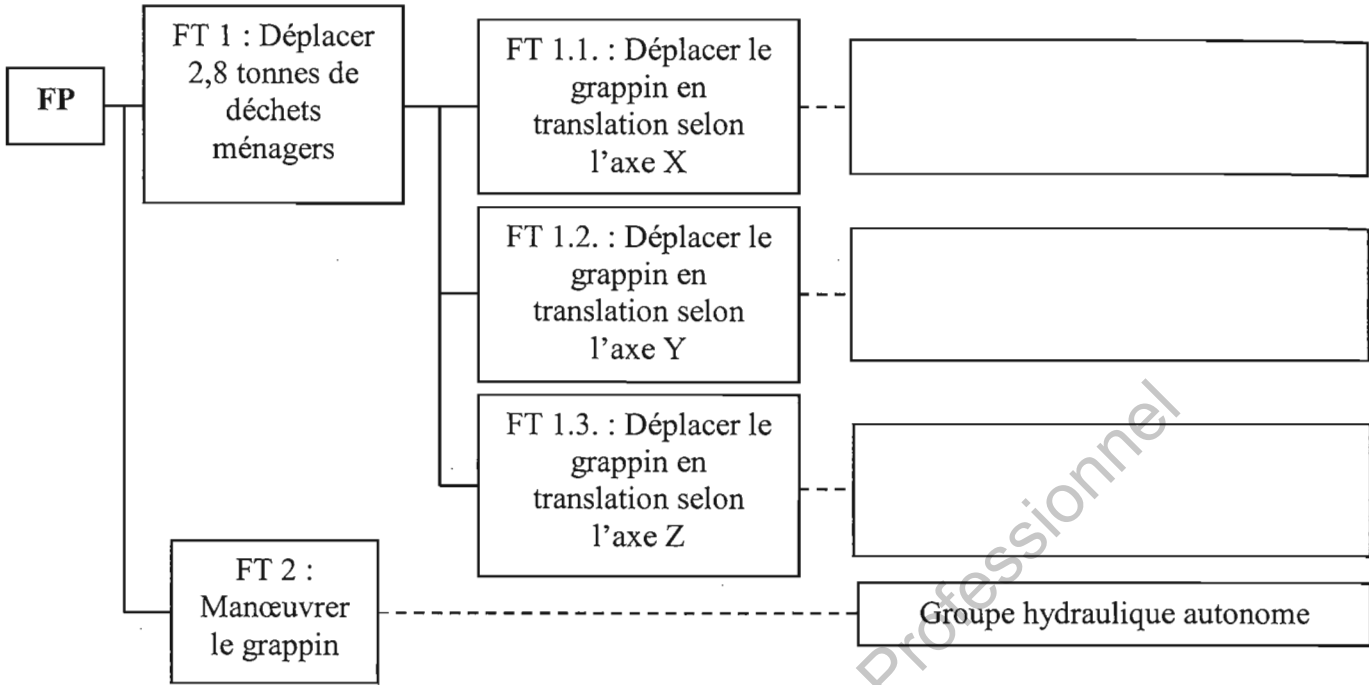 FP
FT 1 : Déplacer
2,8 tonnes de
déchets
ménagers
FT 1.1. : Déplacer le
grappin en
translation selon
l’axe X
FT 1.2. : Déplacer le
grappin en
translation selon
l’axe Y
FT 1.3. : Déplacer le
grappin en
translation selon
l’axe Z
FT 2 :
Manœuvrer
le grappin
Groupe hydraulique autonome
Professionnel